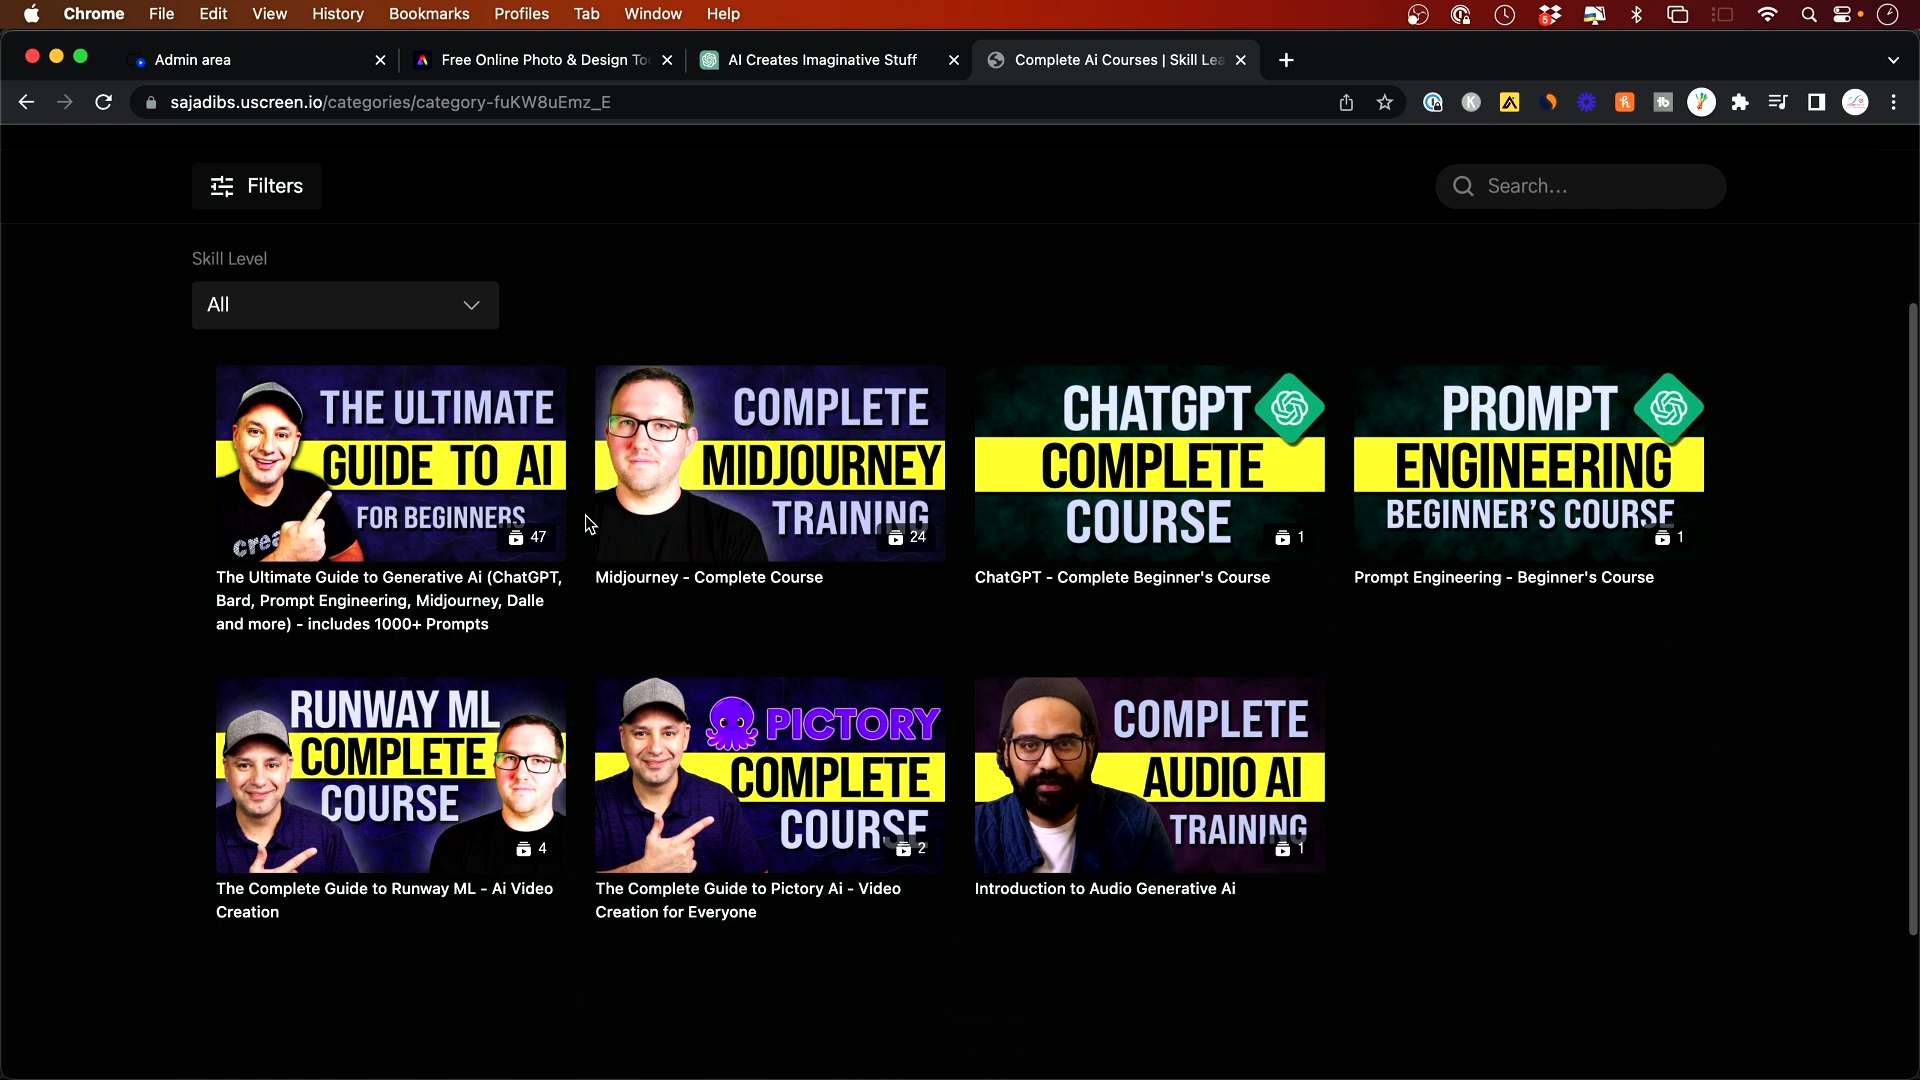 Chrome File Edit View History Bookmarks Profiles Tab Window Help
5
Admin area
Free Online Photo & Design To
AI Creates Imaginative Stuff
Complete Ai Courses | Skill Lea
sajadibs.uscreen.io/categories/category-fuKW8uEmz_E
Filters
Search...
Skill Level
All
THE ULTIMATE
GUIDE TO AI
FOR BEGINNERS
crea
47
COMPLETE
MIDJOURNEY
TRAINING
24
CHATGPT
COMPLETE
COURSE
1
PROMPT
ENGINEERING
BEGINNER'S COURSE
1
The Ultimate Guide to Generative Ai (ChatGPT,
Bard, Prompt Engineering, Midjourney, Dalle
and more) - includes 1000+ Prompts
Midjourney - Complete Course
ChatGPT - Complete Beginner's Course
Prompt Engineering - Beginner's Course
RUNWAY ML
COMPLETE
COURSE
4
PICTORY
COMPLETE
COURSE
2
COMPLETE
AUDIO AI
TRAINING
1
The Complete Guide to Runway ML - Ai Video
Creation
The Complete Guide to Pictory Ai - Video
Creation for Everyone
Introduction to Audio Generative Ai